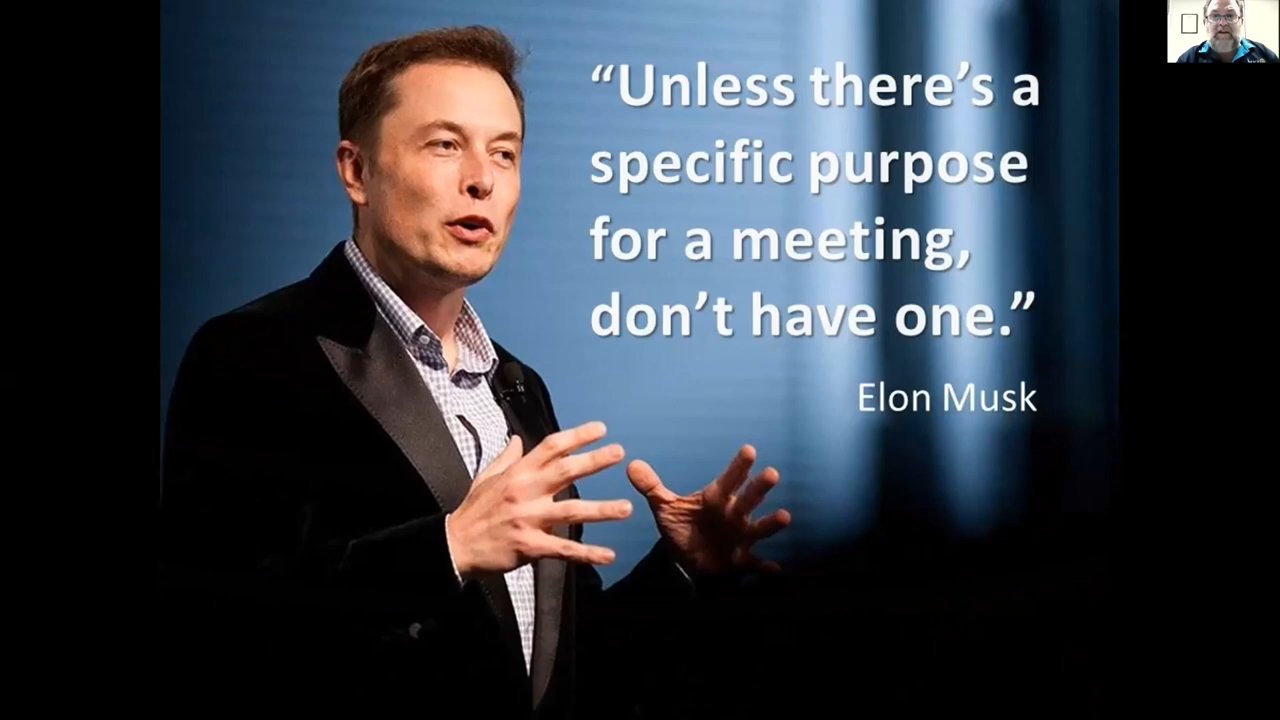 “Unless there’s a
specific purpose
for a meeting,
don’t have one.”
Elon Musk